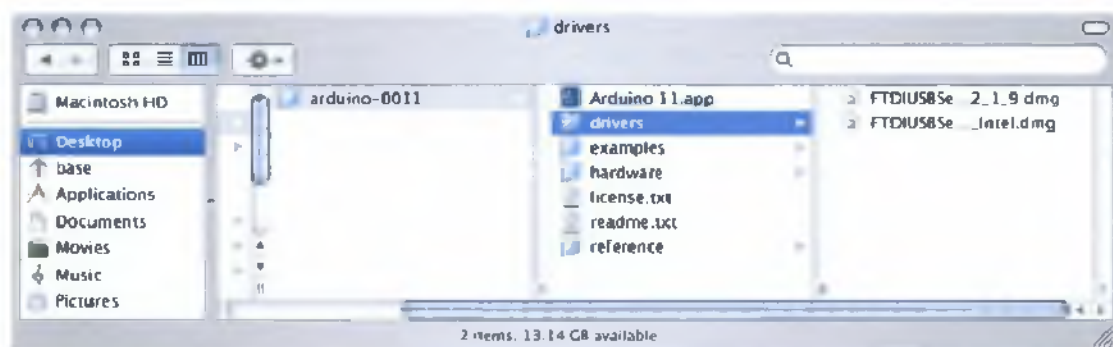 drivers
Macintosh HD
Desktop
base
Applications
Documents
Movies
Music
Pictures
arduino-0011
Arduino 11.app
drivers
examples
hardware
license.txt
readme.txt
reference
FTDIUSBSe...2_1_9.dmg
FTDIUSBSe..._Intel.dmg
2 items, 13.14 GB available